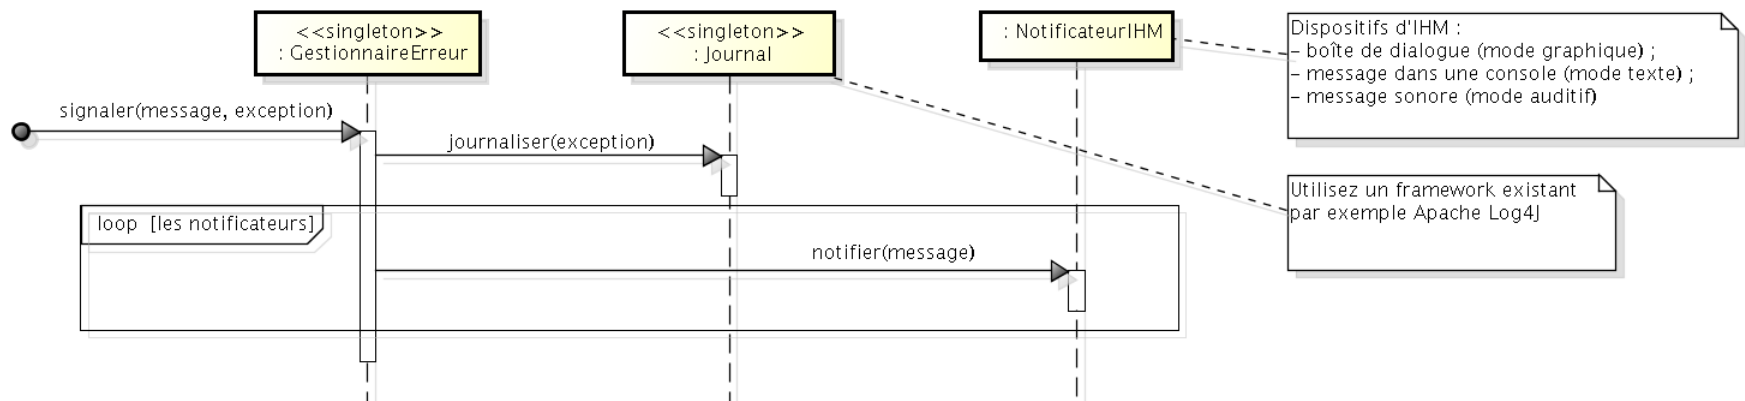 <<singleton>>
: GestionnaireErreur
<<singleton>>
: Journal
: NotificateurIHM
Dispositifs d'IHM :
– boîte de dialogue (mode graphique) ;
– message dans une console (mode texte) ;
– message sonore (mode auditif)
signaler(message, exception)
journaliser(exception)
Utilisez un framework existant
par exemple Apache Log4J
loop [les notificateurs]
notifier(message)